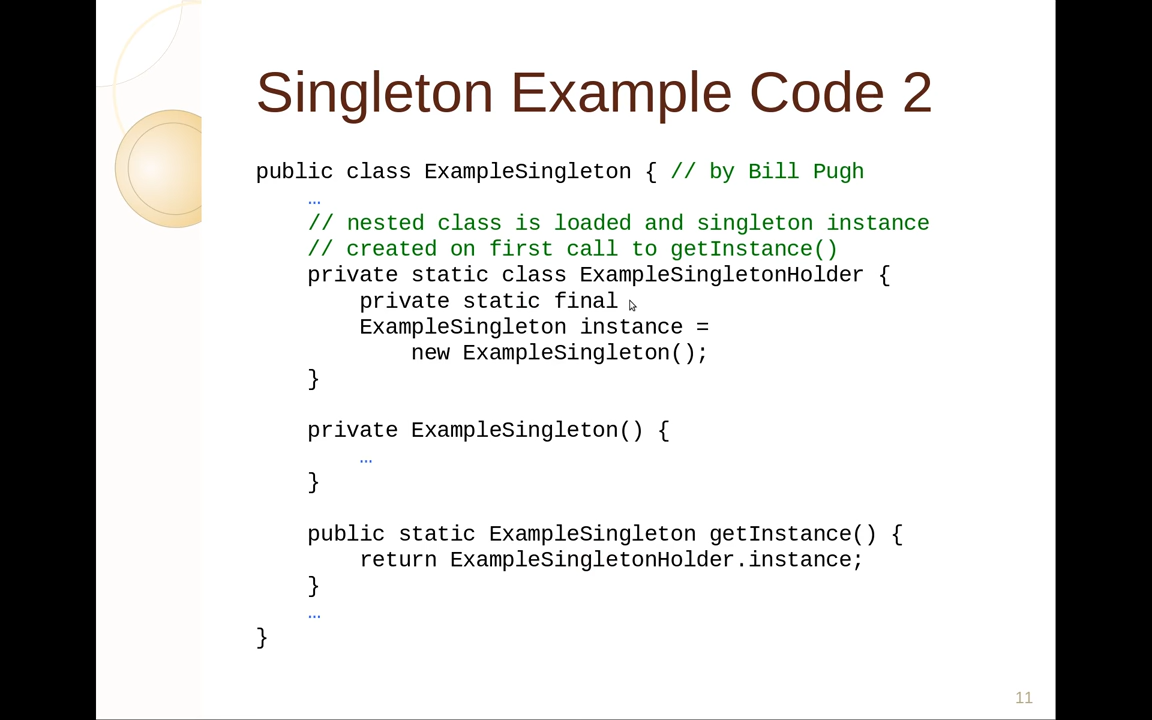 Singleton Example Code 2
public class ExampleSingleton { // by Bill Pugh
…
// nested class is loaded and singleton instance
// created on first call to getInstance()
private static class ExampleSingletonHolder {
private static final
ExampleSingleton instance =
new ExampleSingleton();
}
private ExampleSingleton() {
…
}
public static ExampleSingleton getInstance() {
return ExampleSingletonHolder.instance;
}
…
}
11